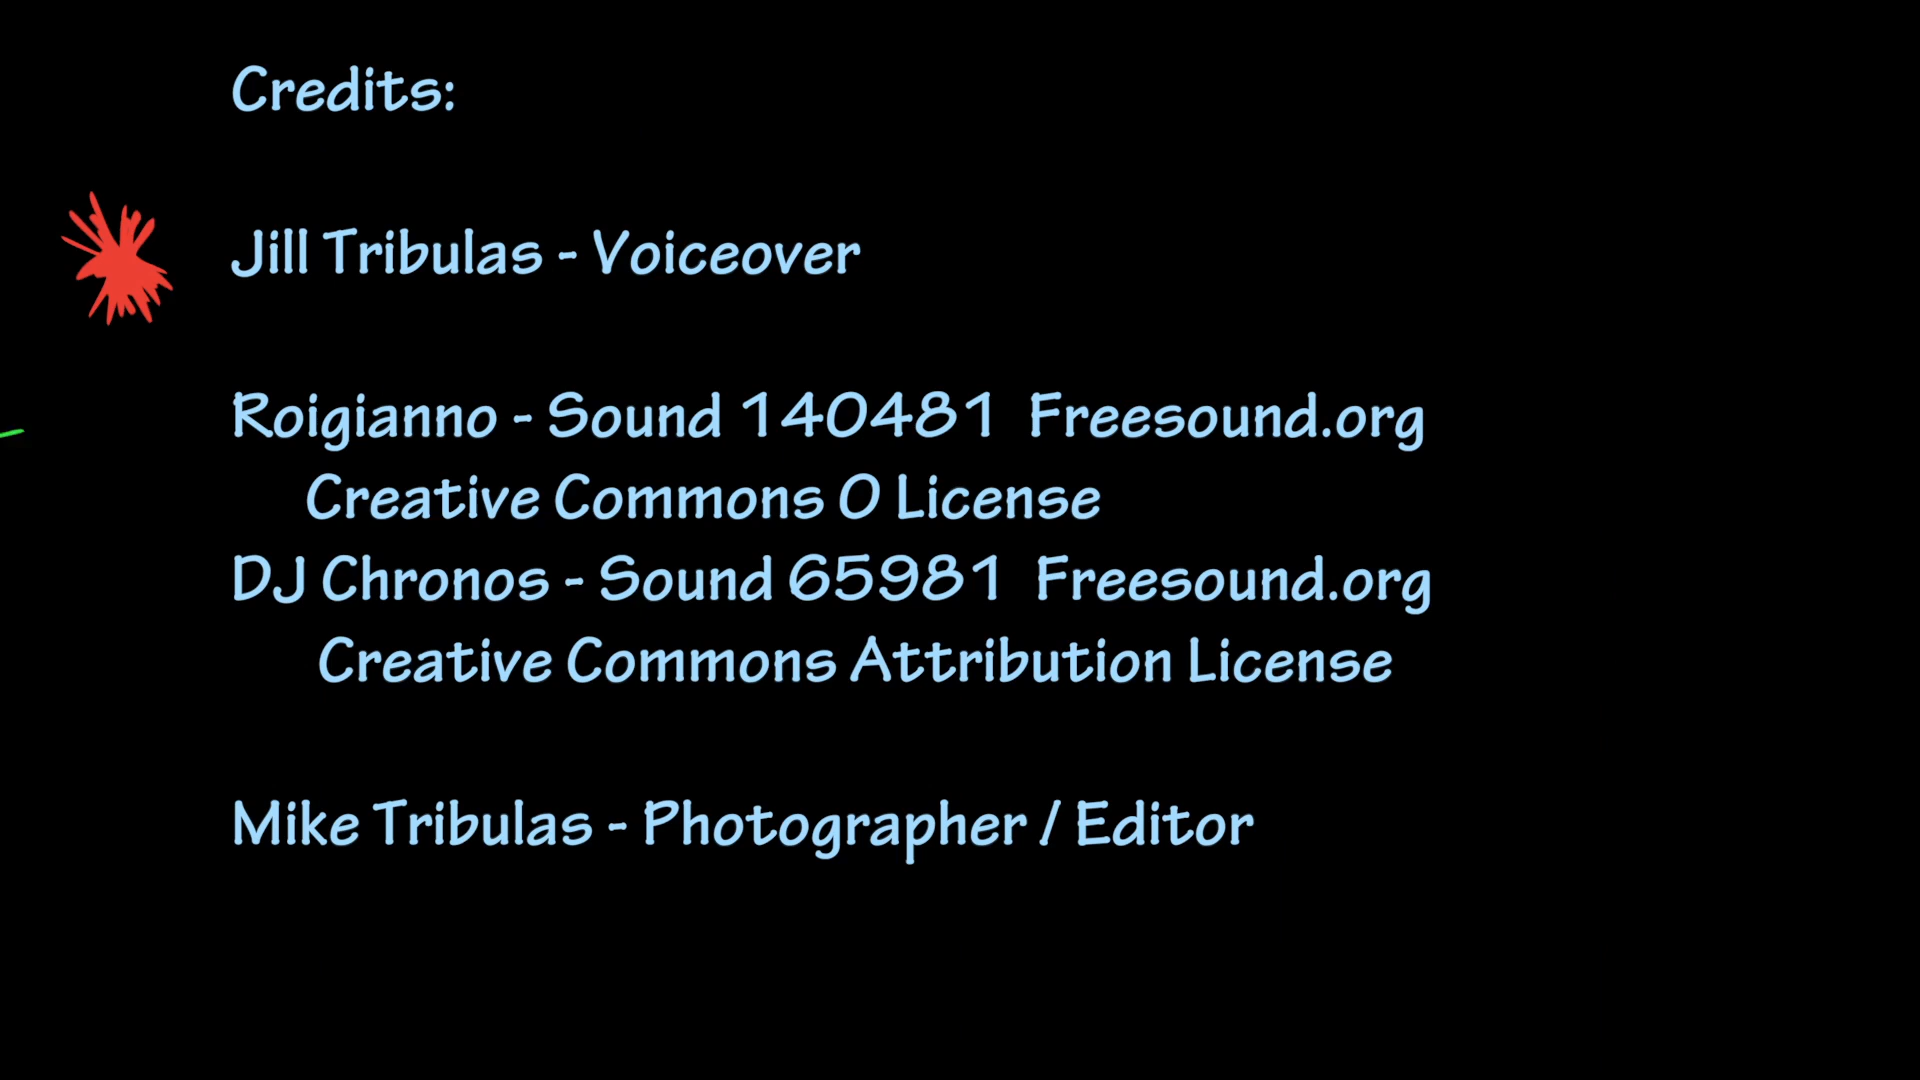 Credits:
Jill Tribulas - Voiceover
Roigianno - Sound 140481 Freesound.org
Creative Commons 0 License
DJ Chronos - Sound 65981 Freesound.org
Creative Commons Attribution License
Mike Tribulas - Photographer / Editor